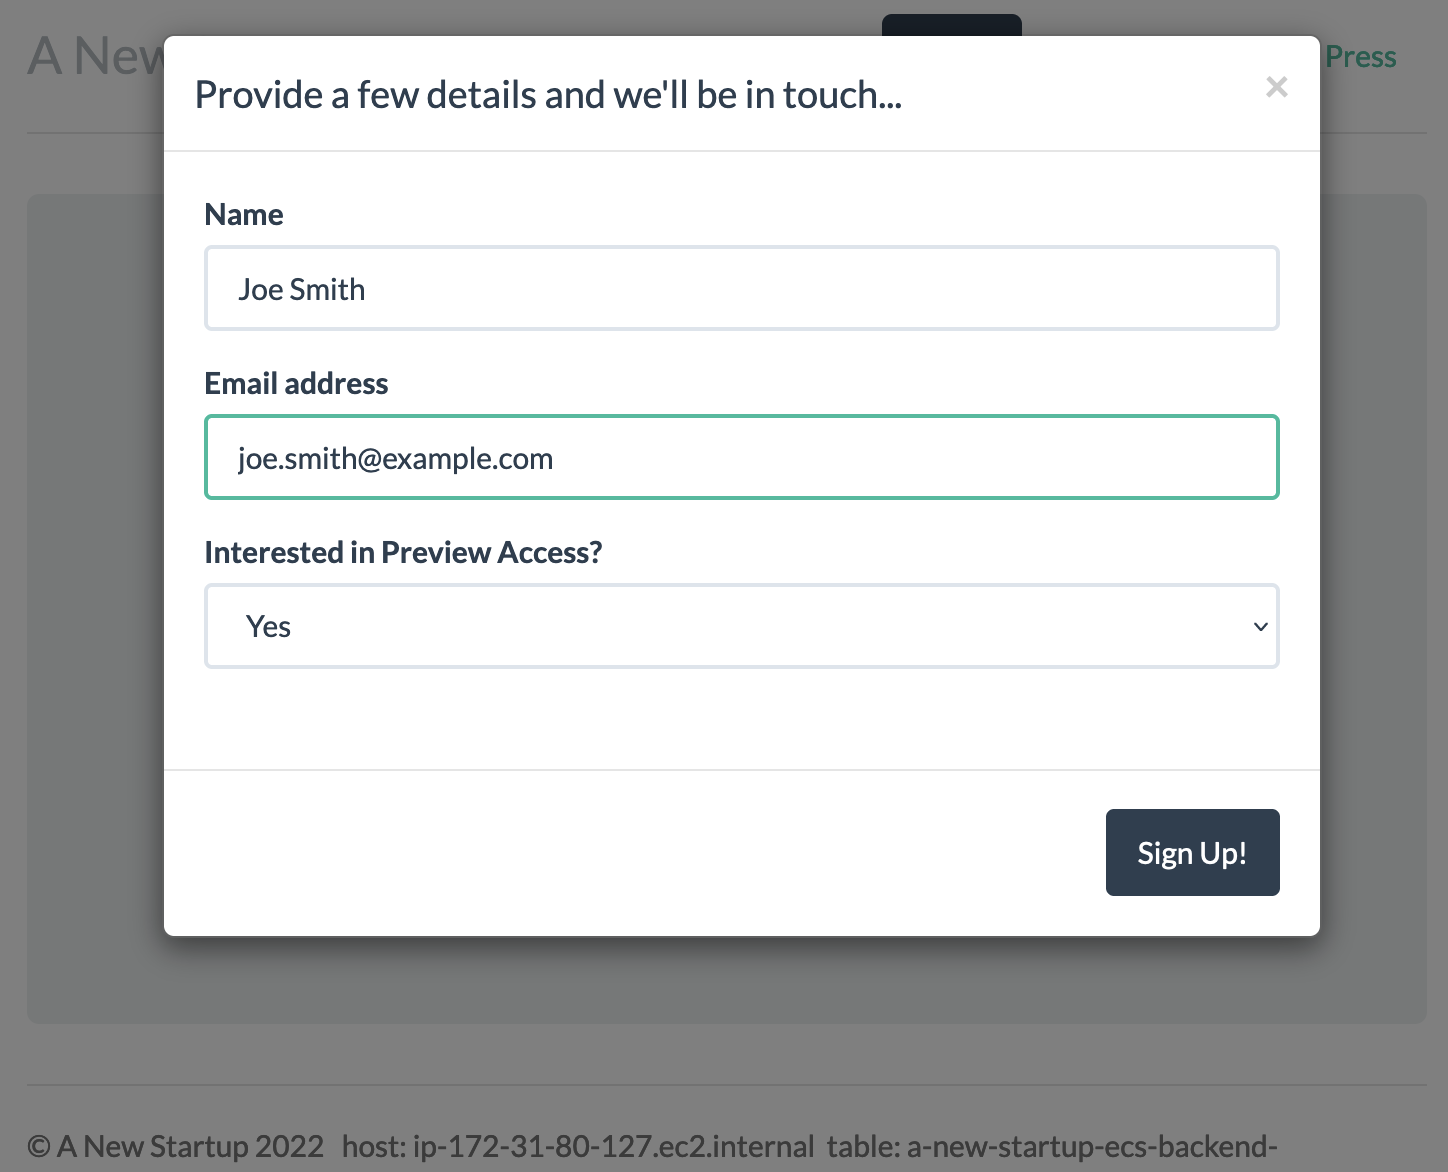 A New
Press
Provide a few details and we'll be in touch...
×
Name
Joe Smith
Email address
joe.smith@example.com
Interested in Preview Access?
Yes
Sign Up!
© A New Startup 2022 host: ip-172-31-80-127.ec2.internal table: a-new-startup-ecs-backend-